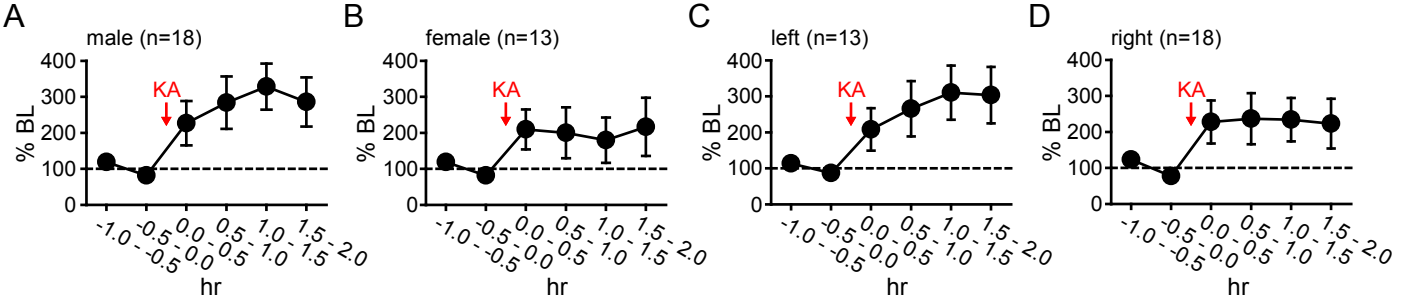 A
male (n=18)
% BL
400
300
200
100
0
KA
-1.0 - -0.5
-0.5 - 0.0
0.0 - 0.5
0.5 - 1.0
1.0 - 1.5
1.5 - 2.0
hr
B
female (n=13)
% BL
400
300
200
100
0
KA
-1.0 - -0.5
-0.5 - 0.0
0.0 - 0.5
0.5 - 1.0
1.0 - 1.5
1.5 - 2.0
hr
C
left (n=13)
% BL
400
300
200
100
0
KA
-1.0 - -0.5
-0.5 - 0.0
0.0 - 0.5
0.5 - 1.0
1.0 - 1.5
1.5 - 2.0
hr
D
right (n=18)
% BL
400
300
200
100
0
KA
-1.0 - -0.5
-0.5 - 0.0
0.0 - 0.5
0.5 - 1.0
1.0 - 1.5
1.5 - 2.0
hr